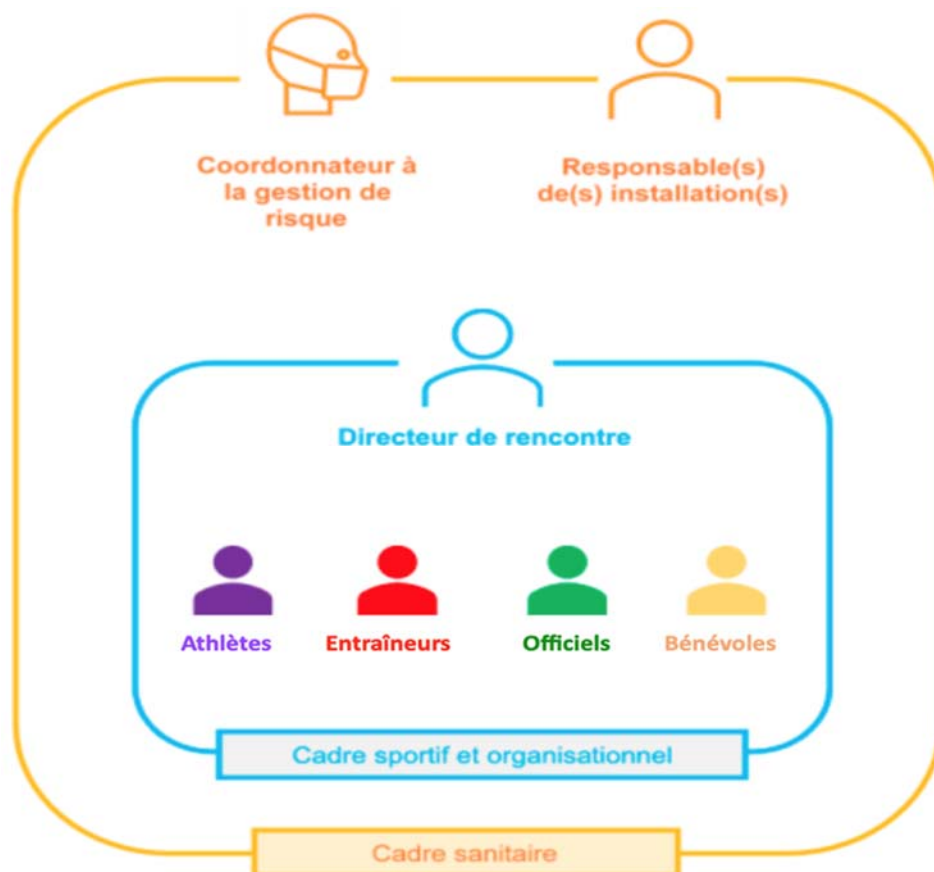 Coordonnateur à
la gestion de
risque
Responsable(s)
de(s) installation(s)
Directeur de rencontre
Athlètes
Entraîneurs
Officiels
Bénévoles
Cadre sportif et organisationnel
Cadre sanitaire